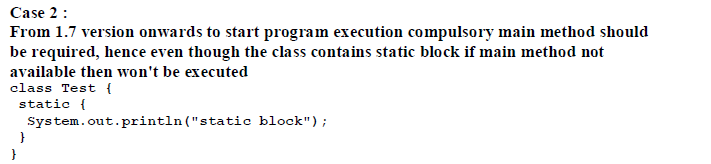 Case 2 :
From 1.7 version onwards to start program execution compulsory main method should
be required, hence even though the class contains static block if main method not
available then won't be executed
class Test {
 static {
  System.out.println("static block");
 }
}